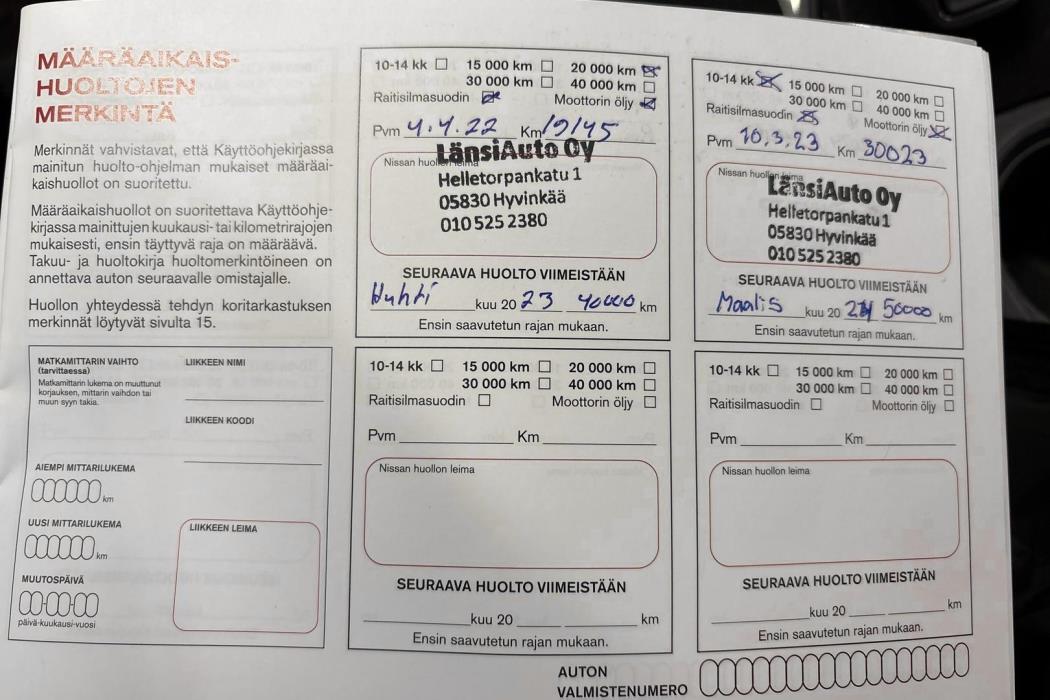 MÄÄRÄAIKAIS-
HUOLTOJEN
MERKINTÄ
Merkinnät vahvistavat, että Käyttöohjekirjassa
mainitun huolto-ohjelman mukaiset määräai-
kaishuollot on suoritettu.
Määräaikaishuollot on suoritettava Käyttöohje-
kirjassa mainittujen kuukausi- tai kilometrirajojen
mukaisesti, ensin täyttyvä raja on määräävä.
Takuu- ja huoltokirja huoltomerkintöineen on
annettava auton seuraavalle omistajalle.
Huollon yhteydessä tehdyn koritarkastuksen
merkinnät löytyvät sivulta 15.
MATKAMITTARIN VAIHTO
(tarvittaessa)
Matkamittarin lukema on muuttunut
korjauksen, mittarin vaihdon tai
muun syyn takia.
LIIKKEEN NIMI
LIIKKEEN KOODI
AIEMPI MITTARILUKEMA
km
UUSI MITTARILUKEMA
km
MUUTOSPÄIVÄ
päivä-kuukausi-vuosi
LIIKKEEN LEIMA
10-14 kk 15 000 km 20 000 km
30 000 km 40 000 km
Raitisilmasuodin Moottorin öljy
Pvm 4.4.22 Km 19145
Nissan huollon leima
LänsiAuto Oy
Helletorpankatu 1
05830 Hyvinkää
010 525 2380
SEURAAVA HUOLTO VIIMEISTÄÄN
Huhti kuu 20 23 40000 km
Ensin saavutetun rajan mukaan.
10-14 kk 15 000 km 20 000 km
30 000 km 40 000 km
Raitisilmasuodin Moottorin öljy
Pvm 10.3.23 Km 30023
Nissan huollon leima
LänsiAuto Oy
Helletorpankatu 1
05830 Hyvinkää
010 525 2380
SEURAAVA HUOLTO VIIMEISTÄÄN
Maalis kuu 20 24 50000 km
Ensin saavutetun rajan mukaan.
10-14 kk 15 000 km 20 000 km
30 000 km 40 000 km
Raitisilmasuodin Moottorin öljy
Pvm Km
Nissan huollon leima
SEURAAVA HUOLTO VIIMEISTÄÄN
kuu 20 km
Ensin saavutetun rajan mukaan.
10-14 kk 15 000 km 20 000 km
30 000 km 40 000 km
Raitisilmasuodin Moottorin öljy
Pvm Km
Nissan huollon leima
SEURAAVA HUOLTO VIIMEISTÄÄN
kuu 20 km
Ensin saavutetun rajan mukaan.
AUTON
VALMISTENUMERO